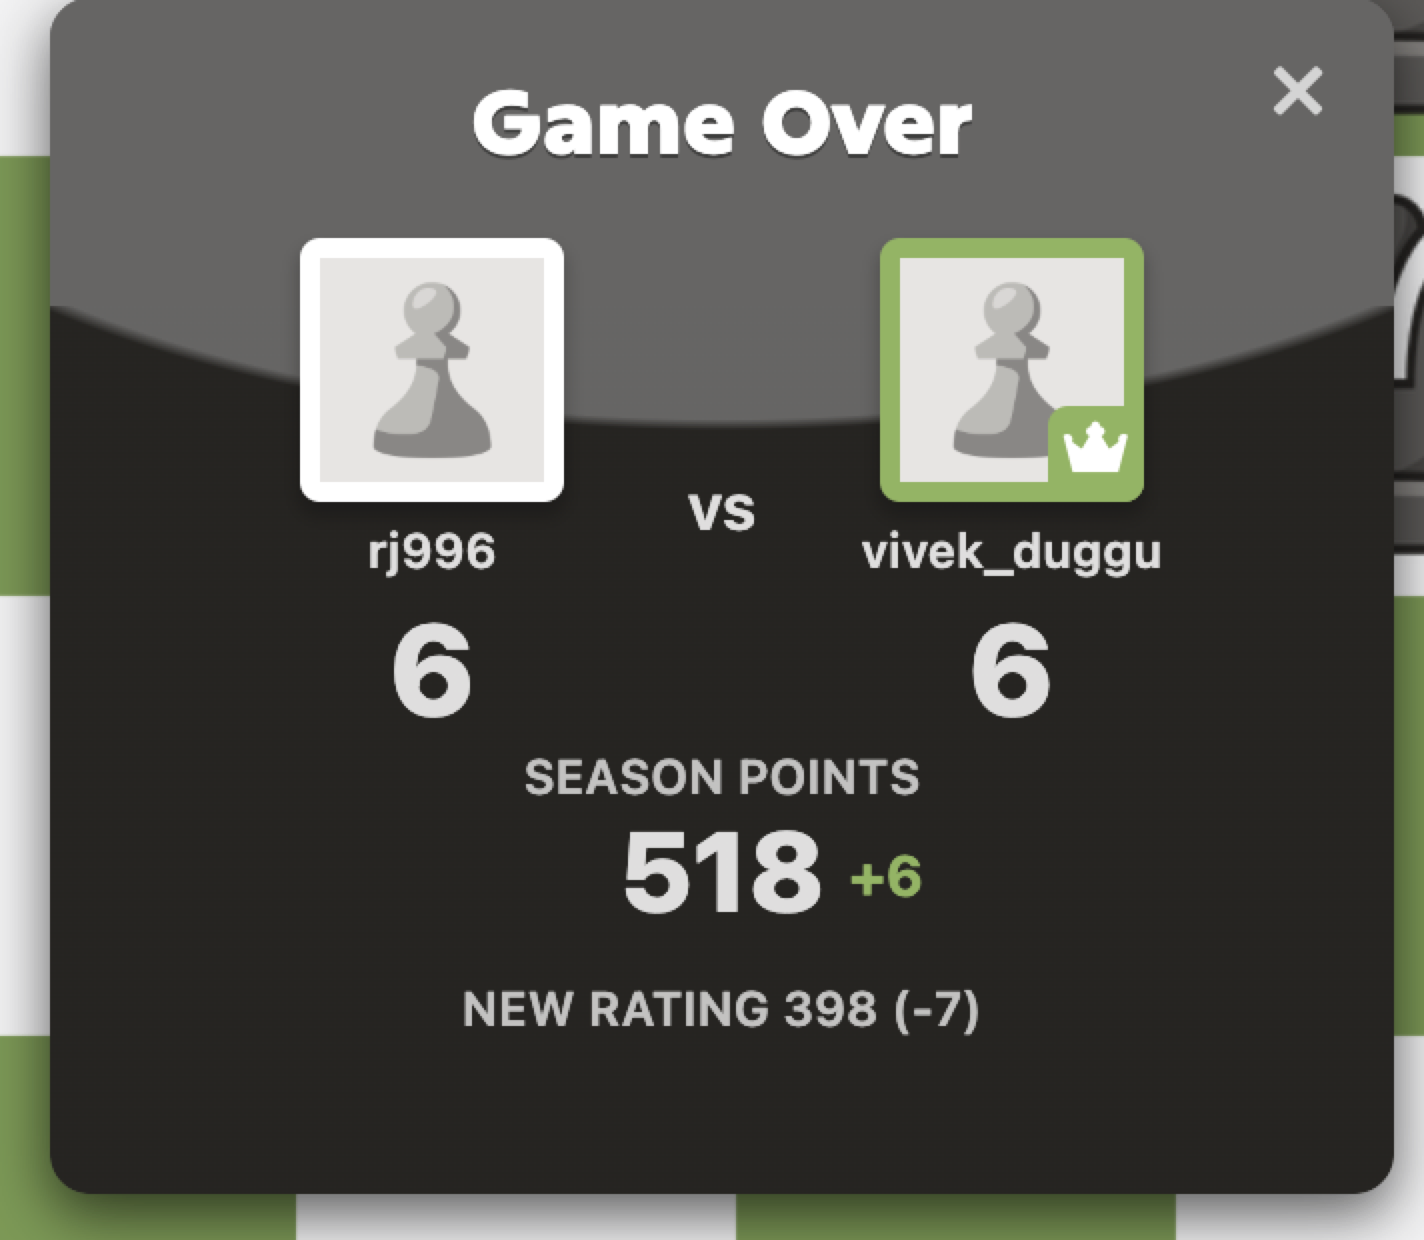 Game Over
vs
rj996
vivek_duggu
6
6
SEASON POINTS
518 +6
NEW RATING 398 (-7)